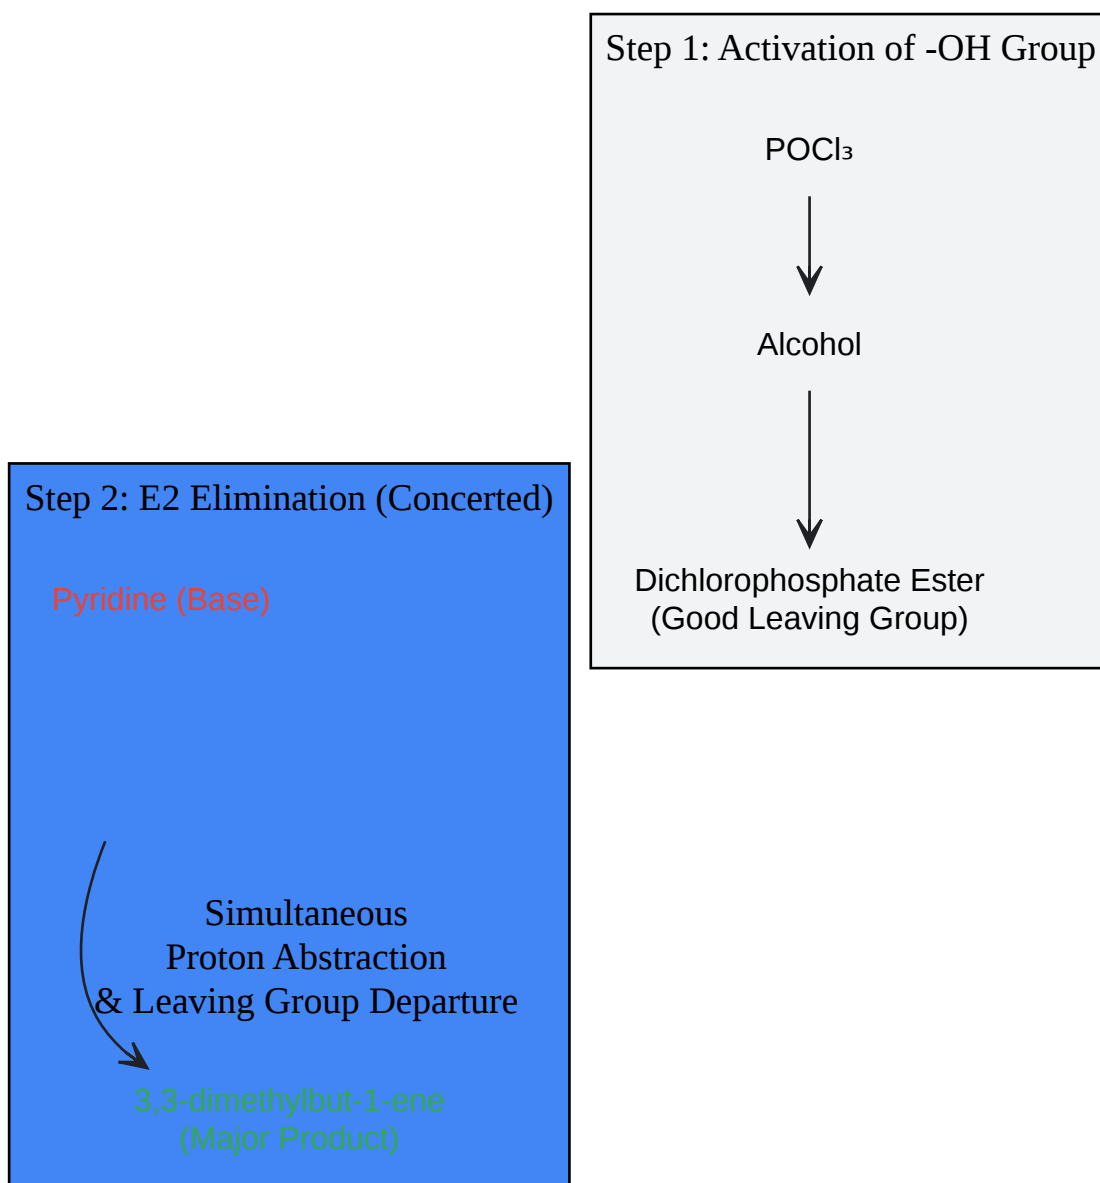 Step 1: Activation of -OH Group
POCl₃
Alcohol
Dichlorophosphate Ester
(Good Leaving Group)
Step 2: E2 Elimination (Concerted)
Pyridine (Base)
Simultaneous
Proton Abstraction
& Leaving Group Departure
3,3-dimethylbut-1-ene
(Major Product)